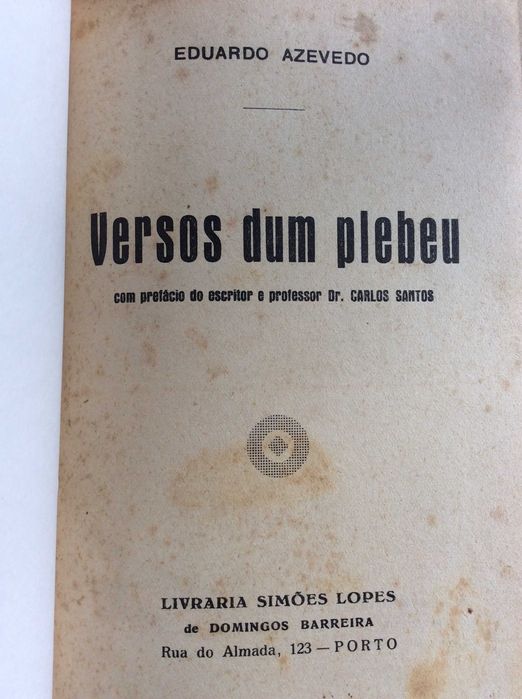 EDUARDO AZEVEDO
Versos dum plebeu
com prefácio do escritor e professor Dr. CARLOS SANTOS
LIVRARIA SIMÕES LOPES
de DOMINGOS BARREIRA
Rua do Almada, 123 — PORTO